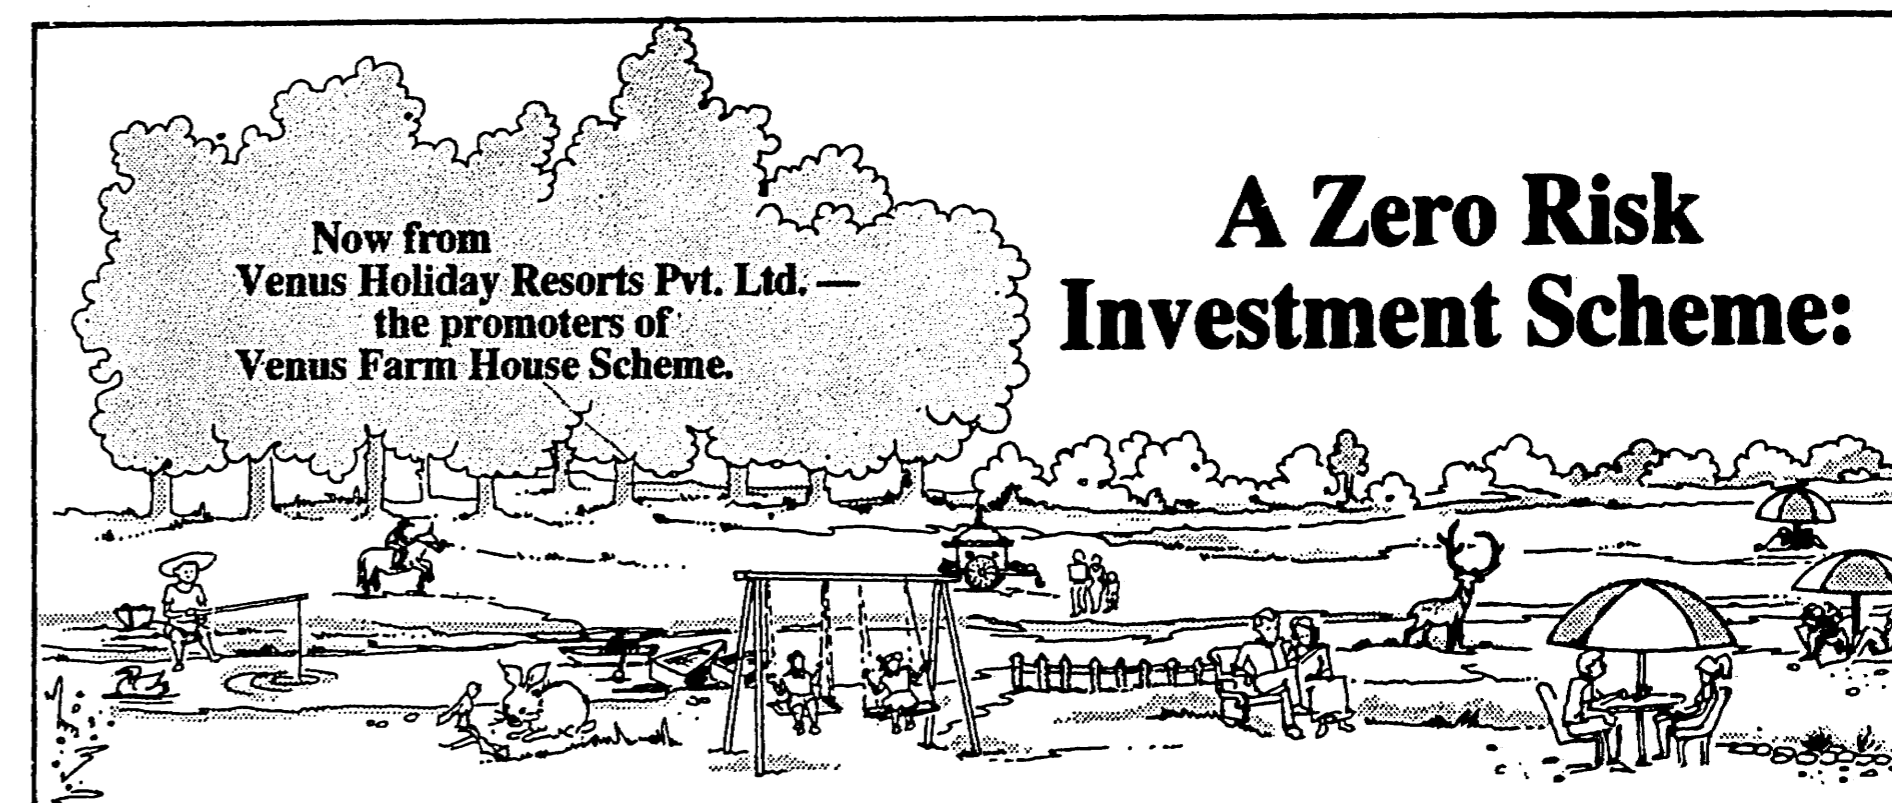 Now from
Venus Holiday Resorts Pvt. Ltd. —
the promoters of
Venus Farm House Scheme.
A Zero Risk
Investment Scheme: